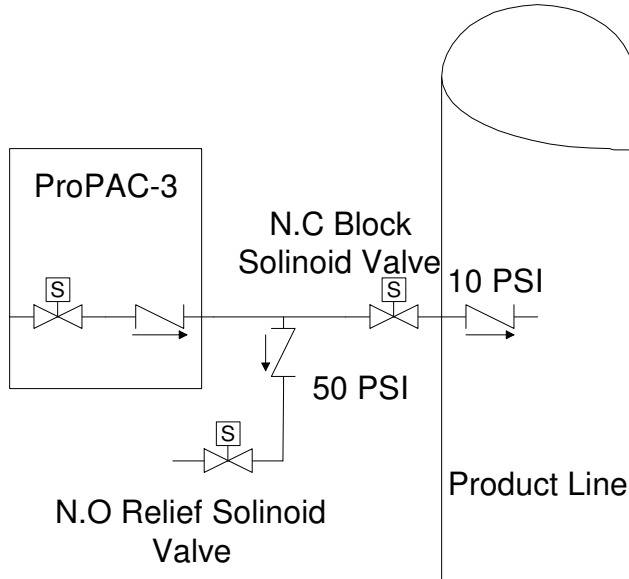 ProPAC-3
N.C Block
Solinoid Valve
10 PSI
S
S
50 PSI
S
N.O Relief Solinoid
Valve
Product Line